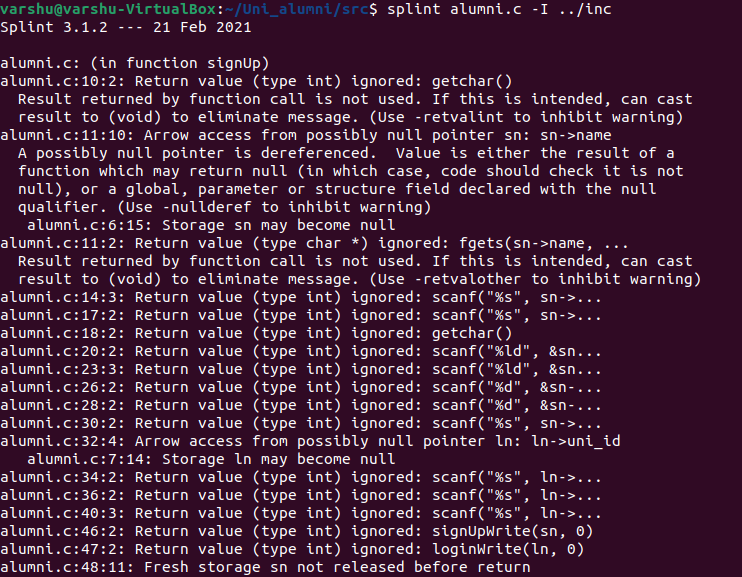 varshu@varshu-VirtualBox:~/Uni_alumni/src$ splint alumni.c -I ../inc
Splint 3.1.2 --- 21 Feb 2021

alumni.c: (in function signUp)
alumni.c:10:2: Return value (type int) ignored: getchar()
  Result returned by function call is not used. If this is intended, can cast
  result to (void) to eliminate message. (Use -retvalint to inhibit warning)
alumni.c:11:10: Arrow access from possibly null pointer sn: sn->name
  A possibly null pointer is dereferenced.  Value is either the result of a
  function which may return null (in which case, code should check it is not
  null), or a global, parameter or structure field declared with the null
  qualifier. (Use -nullderef to inhibit warning)
   alumni.c:6:15: Storage sn may become null
alumni.c:11:2: Return value (type char *) ignored: fgets(sn->name, ...
  Result returned by function call is not used. If this is intended, can cast
  result to (void) to eliminate message. (Use -retvalother to inhibit warning)
alumni.c:14:3: Return value (type int) ignored: scanf("%s", sn->...
alumni.c:17:2: Return value (type int) ignored: scanf("%s", sn->...
alumni.c:18:2: Return value (type int) ignored: getchar()
alumni.c:20:2: Return value (type int) ignored: scanf("%ld", &sn...
alumni.c:23:3: Return value (type int) ignored: scanf("%ld", &sn...
alumni.c:26:2: Return value (type int) ignored: scanf("%d", &sn-...
alumni.c:28:2: Return value (type int) ignored: scanf("%d", &sn-...
alumni.c:30:2: Return value (type int) ignored: scanf("%s", sn->...
alumni.c:32:4: Arrow access from possibly null pointer ln: ln->uni_id
   alumni.c:7:14: Storage ln may become null
alumni.c:34:2: Return value (type int) ignored: scanf("%s", ln->...
alumni.c:36:2: Return value (type int) ignored: scanf("%s", ln->...
alumni.c:40:3: Return value (type int) ignored: scanf("%s", ln->...
alumni.c:46:2: Return value (type int) ignored: signUpWrite(sn, 0)
alumni.c:47:2: Return value (type int) ignored: loginWrite(ln, 0)
alumni.c:48:11: Fresh storage sn not released before return